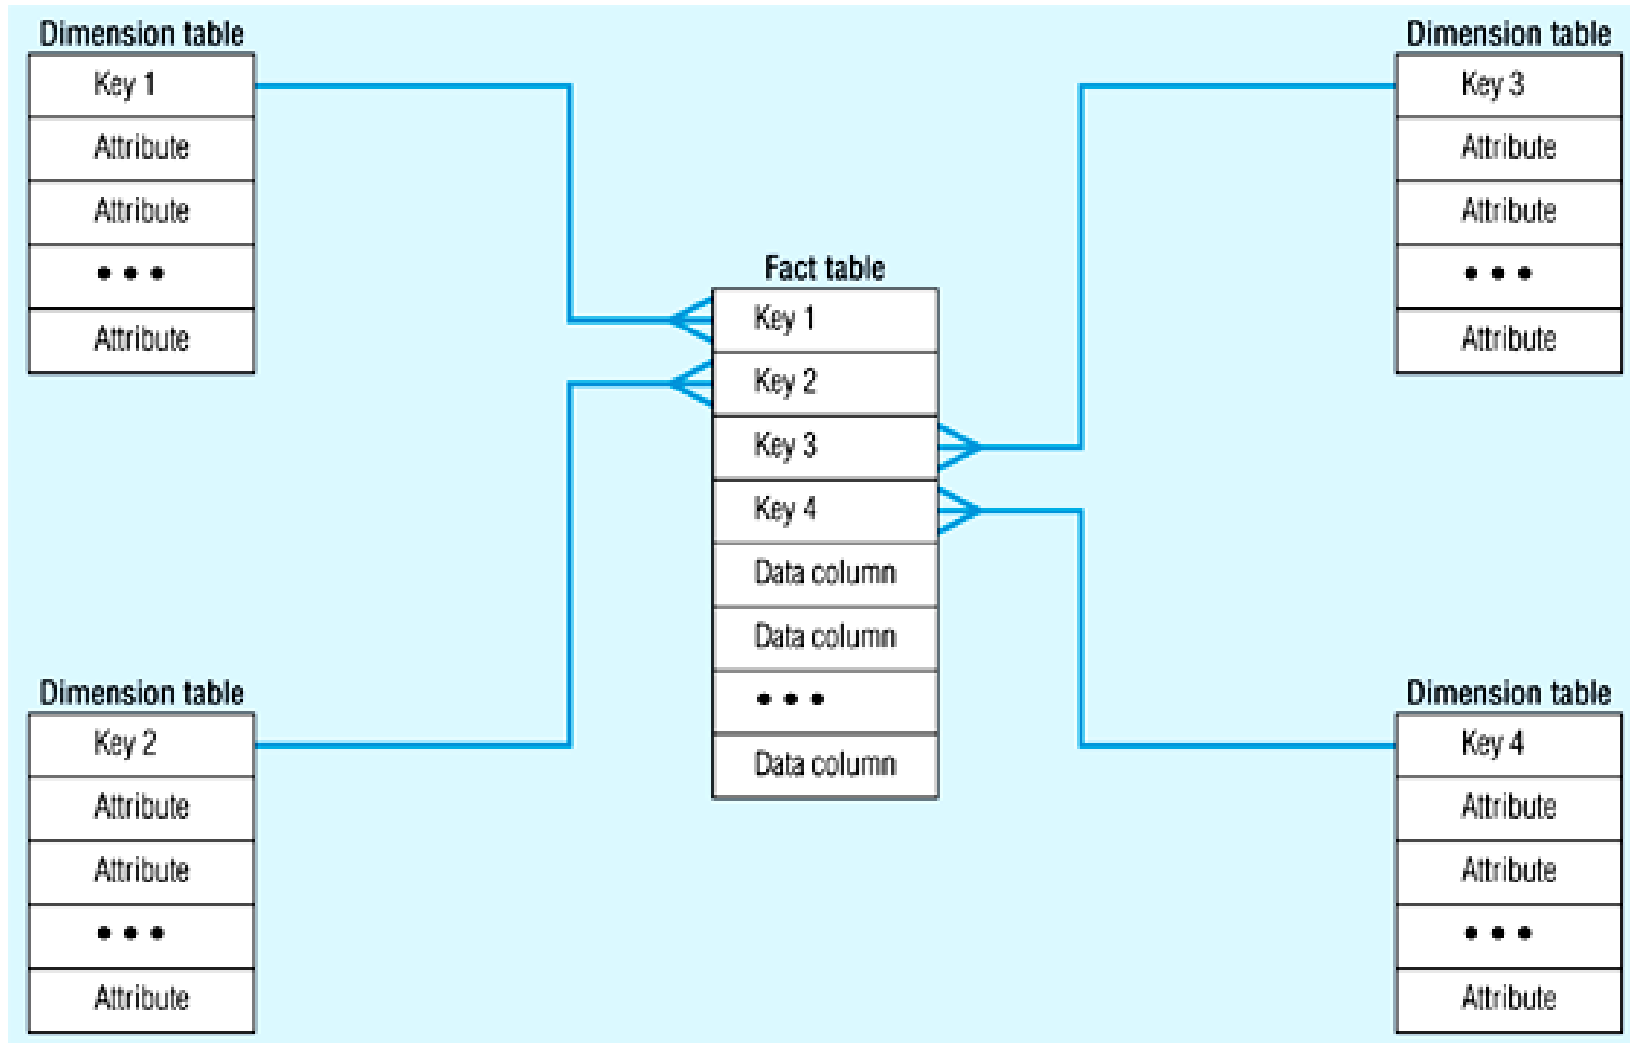 Dimension table
Key 1
Attribute
Attribute
• • •
Attribute
Dimension table
Key 2
Attribute
Attribute
• • •
Attribute
Fact table
Key 1
Key 2
Key 3
Key 4
Data column
Data column
• • •
Data column
Dimension table
Key 3
Attribute
Attribute
• • •
Attribute
Dimension table
Key 4
Attribute
Attribute
• • •
Attribute